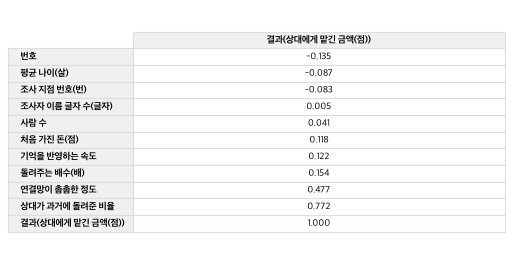 결과(상대에게 맡긴 금액(점))
번호 -0.135
평균 나이(살) -0.087
조사 지점 번호(번) -0.083
조사자 이름 글자 수(글자) 0.005
사람 수 0.041
처음 가진 돈(점) 0.118
기억을 반영하는 속도 0.122
돌려주는 배수(배) 0.154
연결망이 촘촘한 정도 0.477
상대가 과거에 돌려준 비율 0.772
결과(상대에게 맡긴 금액(점)) 1.000